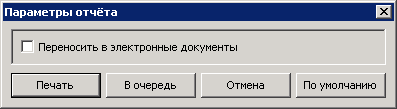 Параметры отчёта
Переносить в электронные документы
Печать
В очередь
Отмена
По умолчанию